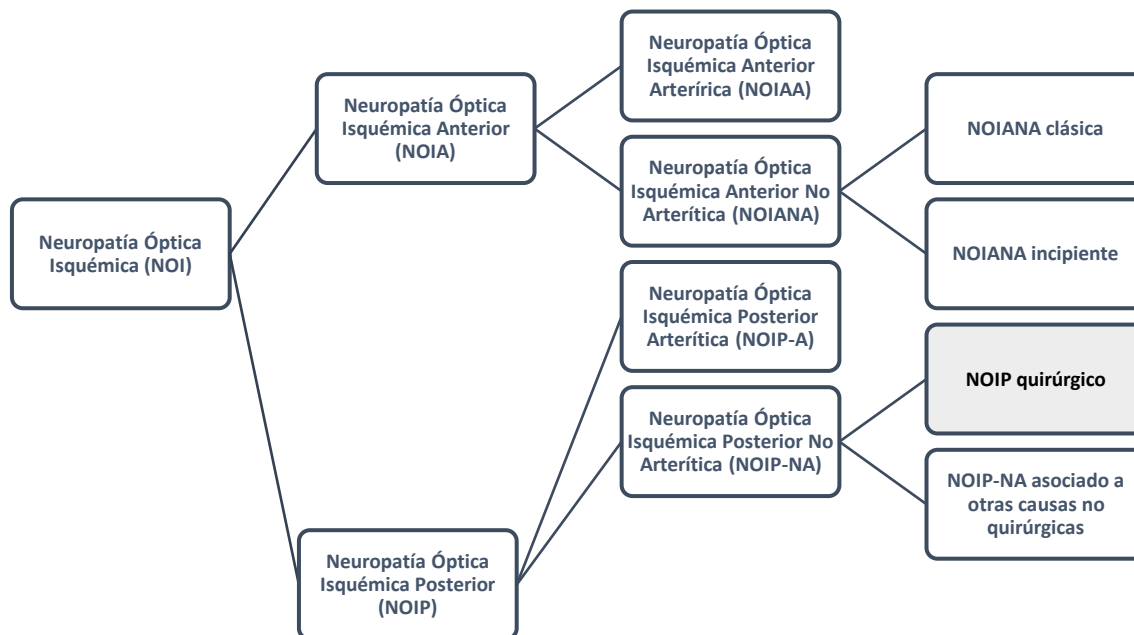 Neuropatía Óptica
Isquémica (NOI)
Neuropatía Óptica
Isquémica Anterior
(NOIA)
Neuropatía Óptica
Isquémica Anterior
Arterírica (NOIAA)
Neuropatía Óptica
Isquémica Anterior No
Arterítica (NOIANA)
NOIANA clásica
NOIANA incipiente
Neuropatía Óptica
Isquémica Posterior
(NOIP)
Neuropatía Óptica
Isquémica Posterior
Arterítica (NOIP-A)
Neuropatía Óptica
Isquémica Posterior No
Arterítica (NOIP-NA)
NOIP quirúrgico
NOIP-NA asociado a
otras causas no
quirúrgicas